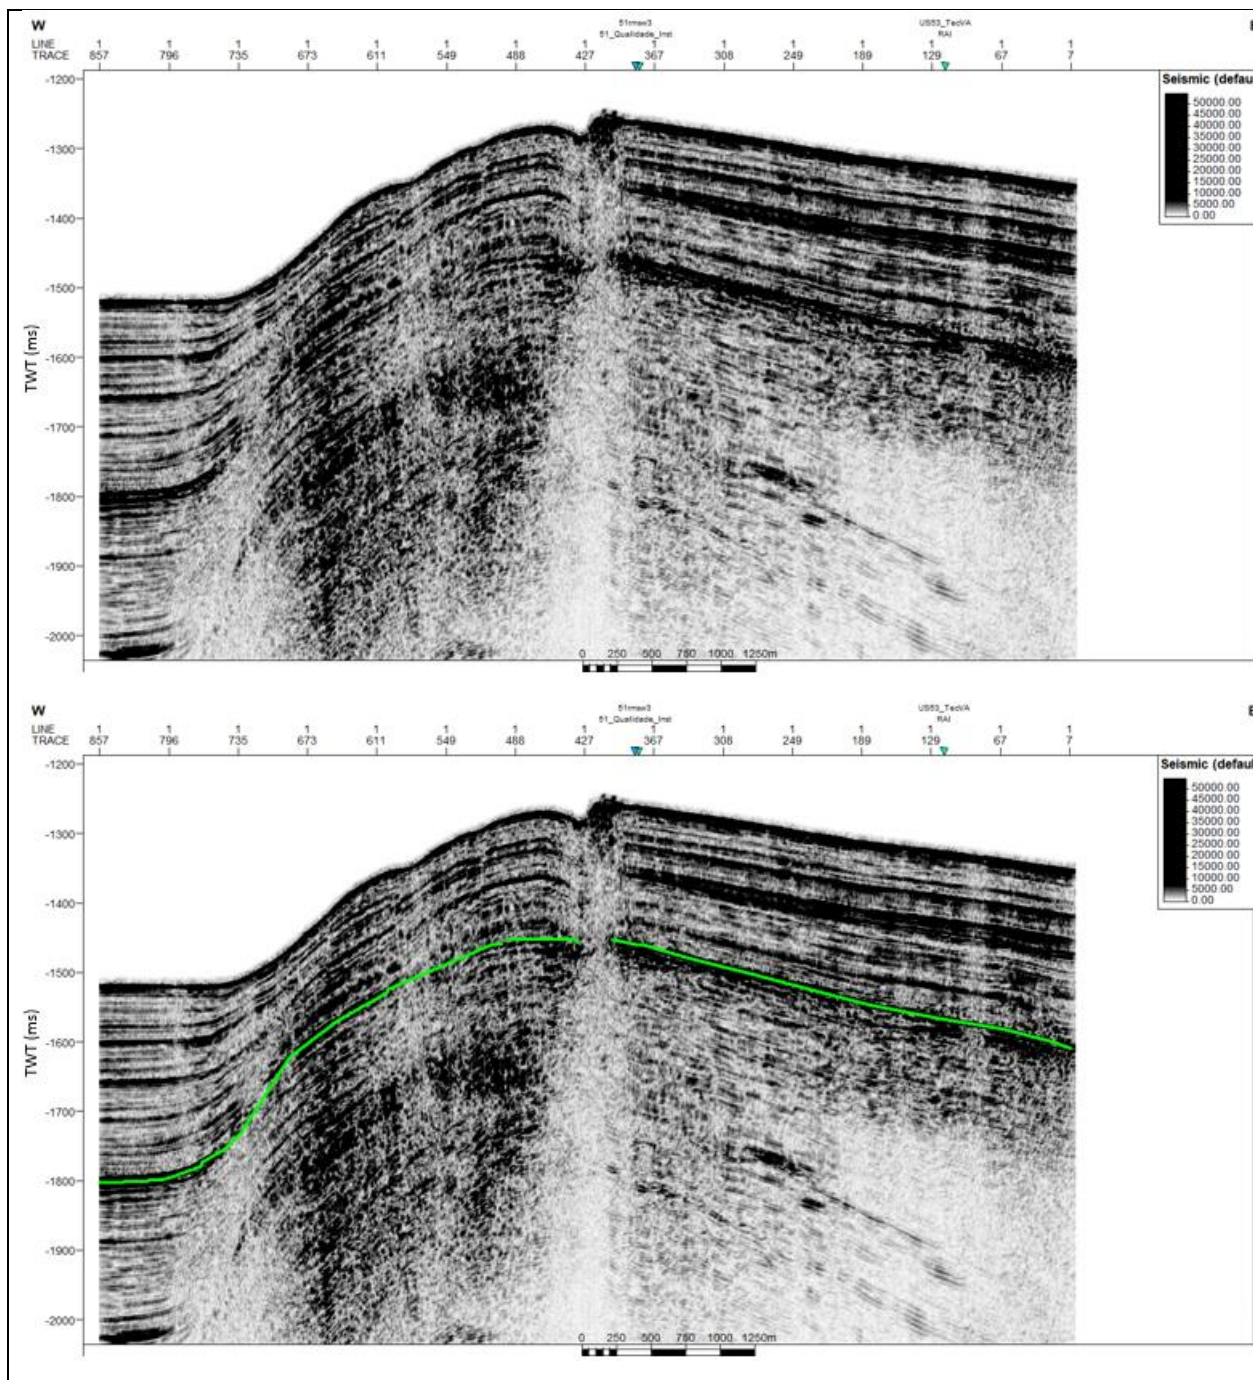 51rmsw3 US53_TecVA
W 51_Qualidade_Inst RAI E
LINE 1 1 1 1 1 1 1 1 1 1 1 1 1 1 1
TRACE 857 796 735 673 611 549 488 427 367 308 249 189 129 67 7
Seismic (defau
-1200
50000.00
45000.00
40000.00
35000.00
30000.00
25000.00
20000.00
15000.00
10000.00
5000.00
0.00
-1300
-1400
-1500
TWT (ms)
-1600
-1700
-1800
-1900
-2000
0 250 500 750 1000 1250m
51rmsw3 US53_TecVA
W 51_Qualidade_Inst RAI E
LINE 1 1 1 1 1 1 1 1 1 1 1 1 1 1 1
TRACE 857 796 735 673 611 549 488 427 367 308 249 189 129 67 7
Seismic (defau
-1200
50000.00
45000.00
40000.00
35000.00
30000.00
25000.00
20000.00
15000.00
10000.00
5000.00
0.00
-1300
-1400
-1500
TWT (ms)
-1600
-1700
-1800
-1900
-2000
0 250 500 750 1000 1250m